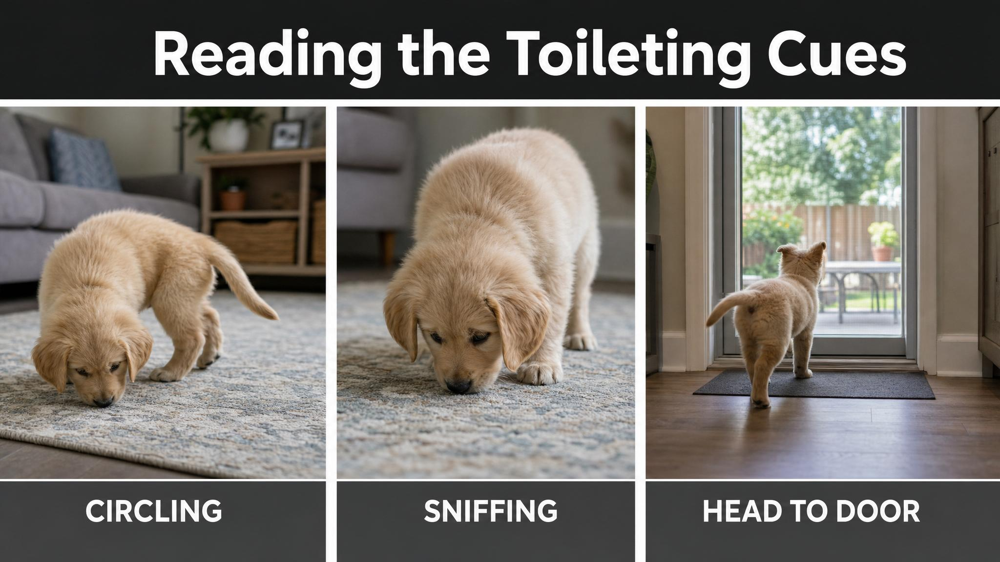 Reading the Toileting Cues
CIRCLING
SNIFFING
HEAD TO DOOR